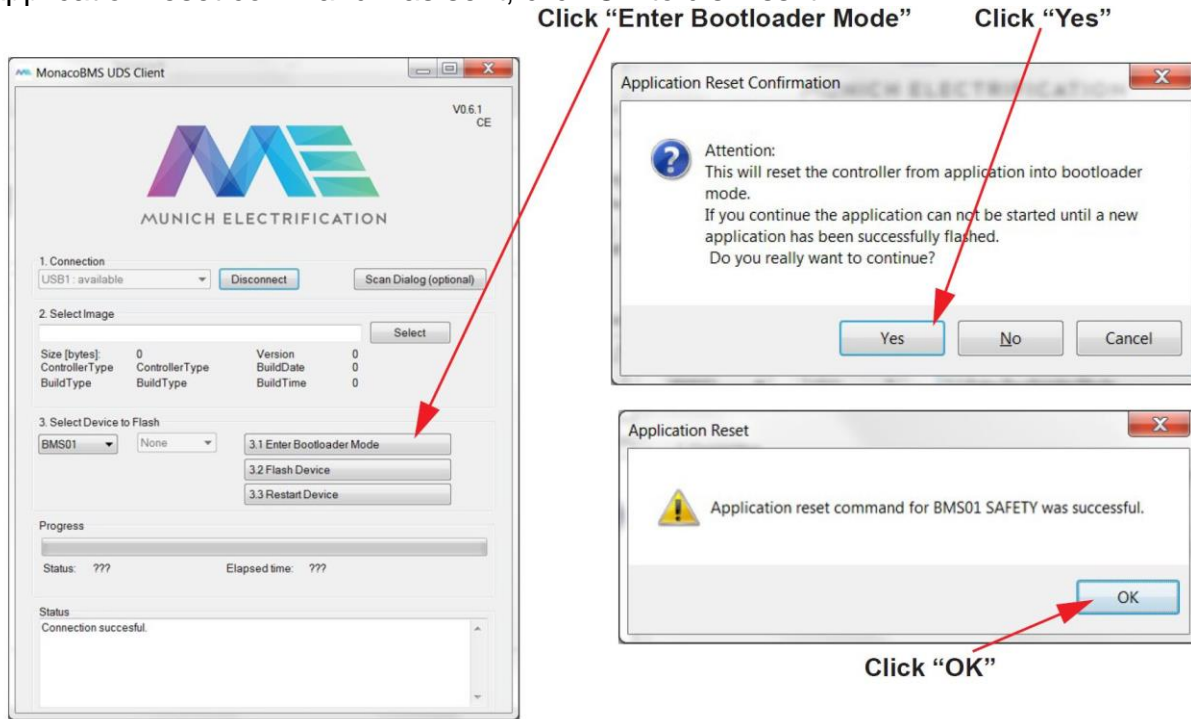 Click “Enter Bootloader Mode”
Click “Yes”
MonacoBMS UDS Client
V0.6.1
CE
ME
MUNICH ELECTRIFICATION
1. Connection
USB1 : available
Disconnect
Scan Dialog (optional)
2. Select Image
Select
Size [bytes]: 0 Version 0
ControllerType ControllerType BuildDate 0
BuildType BuildType BuildTime 0
3. Select Device to Flash
BMS01 None 3.1 Enter Bootloader Mode
3.2 Flash Device
3.3 Restart Device
Progress
Status: ??? Elapsed time: ???
Status
Connection succesful.
Application Reset Confirmation
Attention:
This will reset the controller from application into bootloader
mode.
If you continue the application can not be started until a new
application has been successfully flashed.
Do you really want to continue?
Yes No Cancel
Application Reset
Application reset command for BMS01 SAFETY was successful.
OK
Click “OK”